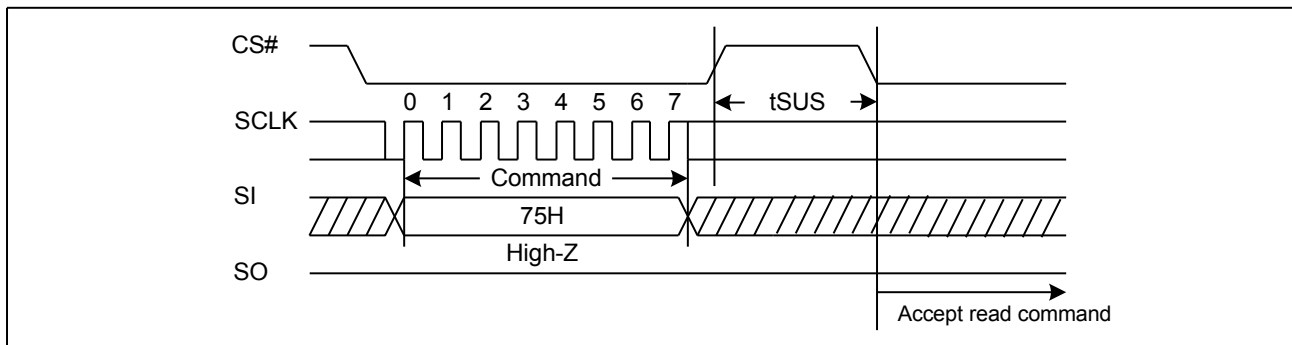 CS#
tSUS
0 1 2 3 4 5 6 7
SCLK
Command
SI
75H
High-Z
SO
Accept read command